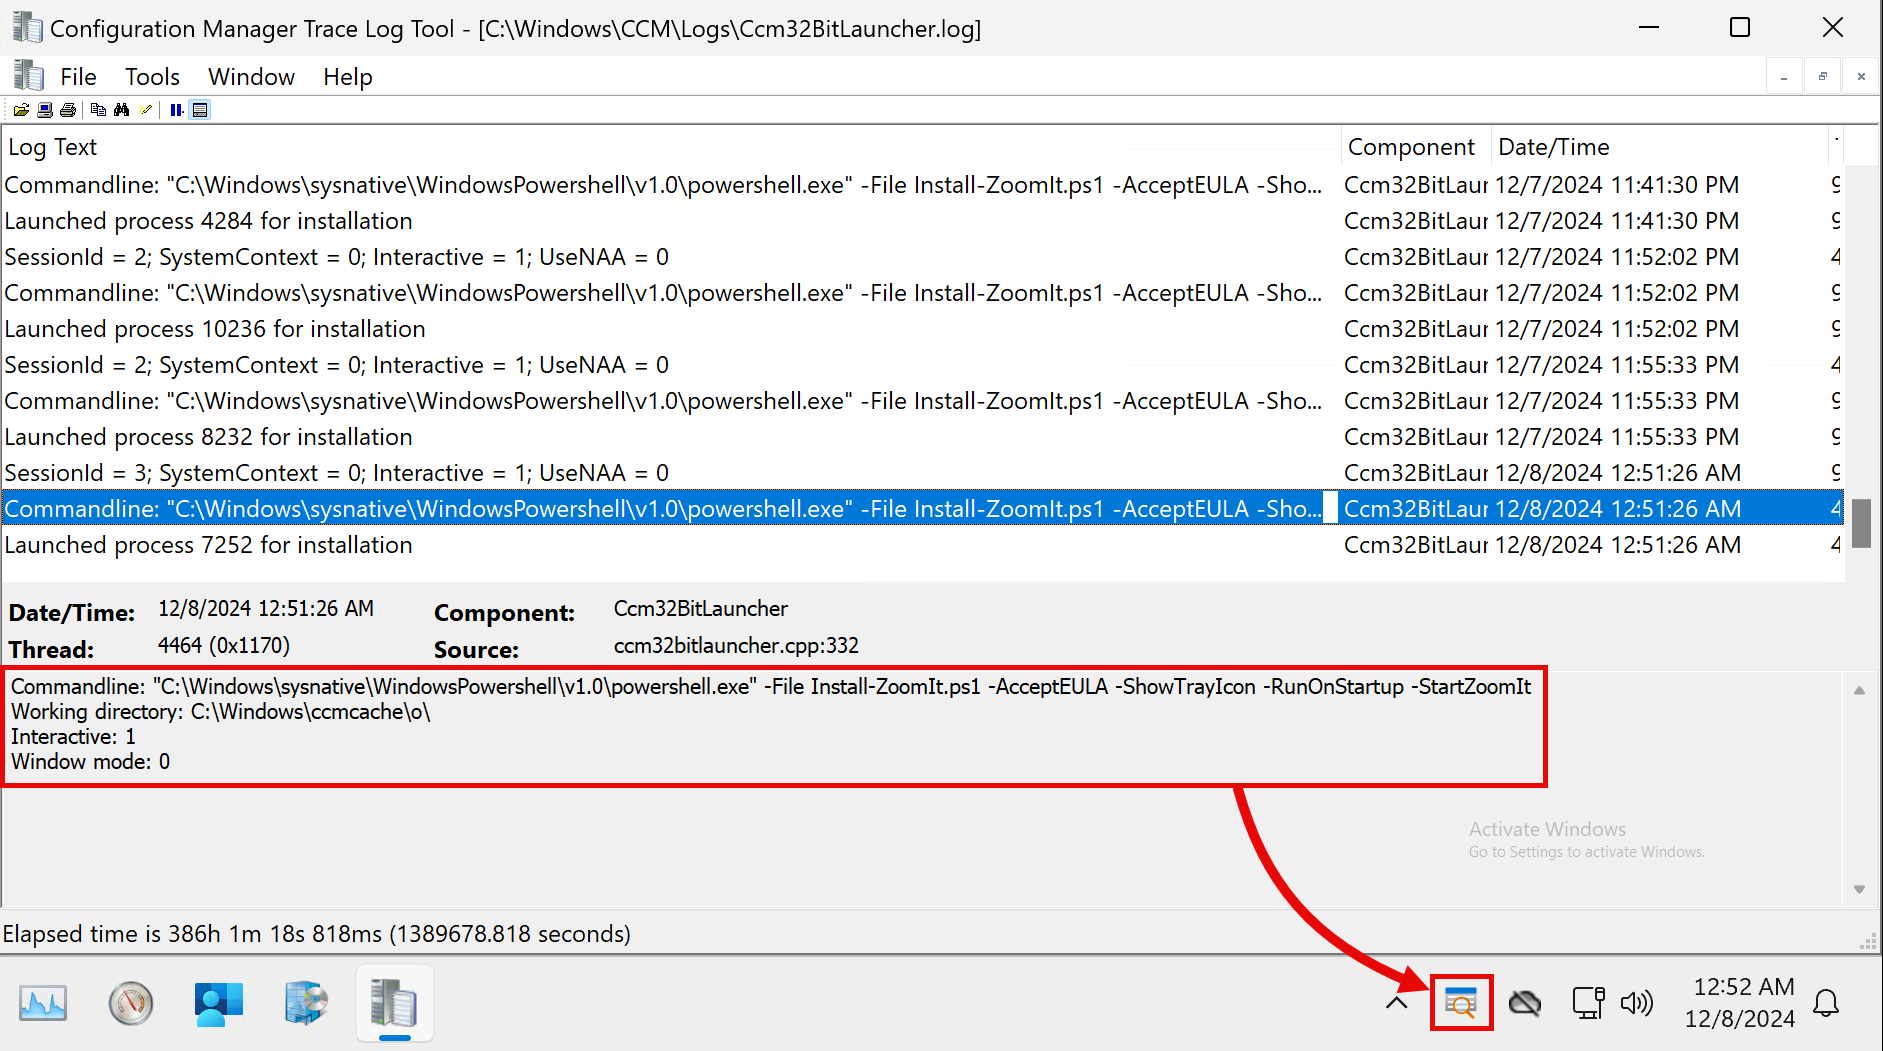 Configuration Manager Trace Log Tool - [C:\Windows\CCM\Logs\Ccm32BitLauncher.log]
File Tools Window Help
Log Text Component Date/Time
Commandline: "C:\Windows\sysnative\WindowsPowershell\v1.0\powershell.exe" -File Install-ZoomIt.ps1 -AcceptEULA -Sho... Ccm32BitLaur 12/7/2024 11:41:30 PM 9
Launched process 4284 for installation Ccm32BitLaur 12/7/2024 11:41:30 PM 9
SessionId = 2; SystemContext = 0; Interactive = 1; UseNAA = 0 Ccm32BitLaur 12/7/2024 11:52:02 PM 4
Commandline: "C:\Windows\sysnative\WindowsPowershell\v1.0\powershell.exe" -File Install-ZoomIt.ps1 -AcceptEULA -Sho... Ccm32BitLaur 12/7/2024 11:52:02 PM 9
Launched process 10236 for installation Ccm32BitLaur 12/7/2024 11:52:02 PM 9
SessionId = 2; SystemContext = 0; Interactive = 1; UseNAA = 0 Ccm32BitLaur 12/7/2024 11:55:33 PM 4
Commandline: "C:\Windows\sysnative\WindowsPowershell\v1.0\powershell.exe" -File Install-ZoomIt.ps1 -AcceptEULA -Sho... Ccm32BitLaur 12/7/2024 11:55:33 PM 9
Launched process 8232 for installation Ccm32BitLaur 12/7/2024 11:55:33 PM 9
SessionId = 3; SystemContext = 0; Interactive = 1; UseNAA = 0 Ccm32BitLaur 12/8/2024 12:51:26 AM 9
Commandline: "C:\Windows\sysnative\WindowsPowershell\v1.0\powershell.exe" -File Install-ZoomIt.ps1 -AcceptEULA -Sho... Ccm32BitLaur 12/8/2024 12:51:26 AM 4
Launched process 7252 for installation Ccm32BitLaur 12/8/2024 12:51:26 AM 4
Date/Time: 12/8/2024 12:51:26 AM Component: Ccm32BitLauncher
Thread: 4464 (0x1170) Source: ccm32bitlauncher.cpp:332
Commandline: "C:\Windows\sysnative\WindowsPowershell\v1.0\powershell.exe" -File Install-ZoomIt.ps1 -AcceptEULA -ShowTrayIcon -RunOnStartup -StartZoomIt
Working directory: C:\Windows\ccmcache\o\
Interactive: 1
Window mode: 0
Activate Windows
Go to Settings to activate Windows.
Elapsed time is 386h 1m 18s 818ms (1389678.818 seconds)
12:52 AM
12/8/2024